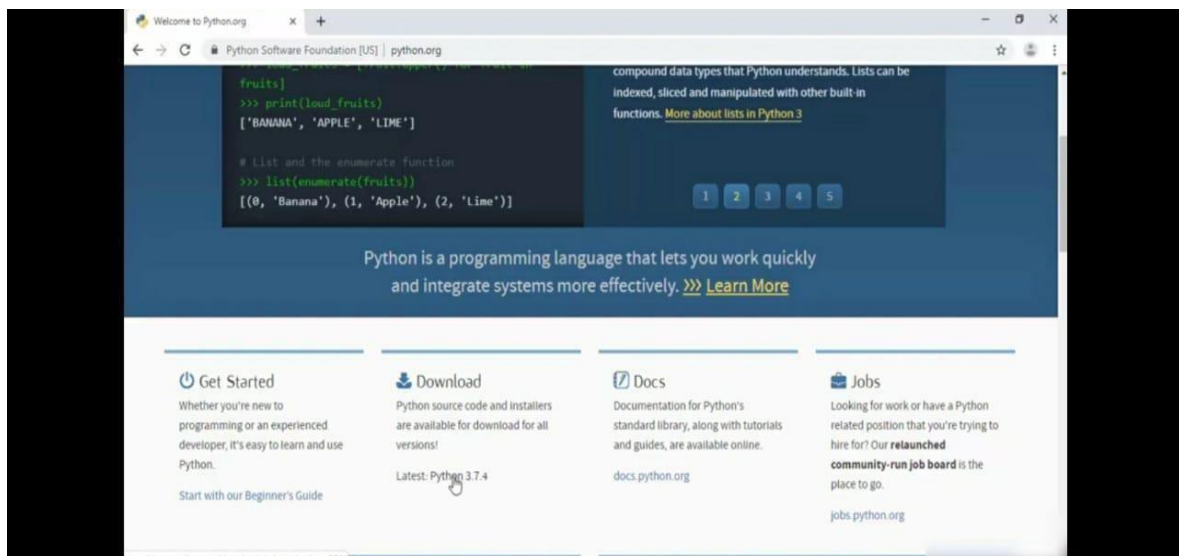 Welcome to Python.org
Python Software Foundation [US] | python.org
fruits]
>>> print(loud_fruits)
['BANANA', 'APPLE', 'LIME']
# List and the enumerate function
>>> list(enumerate(fruits))
[(0, 'Banana'), (1, 'Apple'), (2, 'Lime')]
compound data types that Python understands. Lists can be
indexed, sliced and manipulated with other built-in
functions. More about lists in Python 3
1 2 3 4 5
Python is a programming language that lets you work quickly
and integrate systems more effectively. >>> Learn More
Get Started
Whether you're new to
programming or an experienced
developer, it's easy to learn and use
Python.
Start with our Beginner's Guide
Download
Python source code and installers
are available for download for all
versions!
Latest: Python 3.7.4
Docs
Documentation for Python's
standard library, along with tutorials
and guides, are available online.
docs.python.org
Jobs
Looking for work or have a Python
related position that you're trying to
hire for? Our relaunched
community-run job board is the
place to go.
jobs.python.org